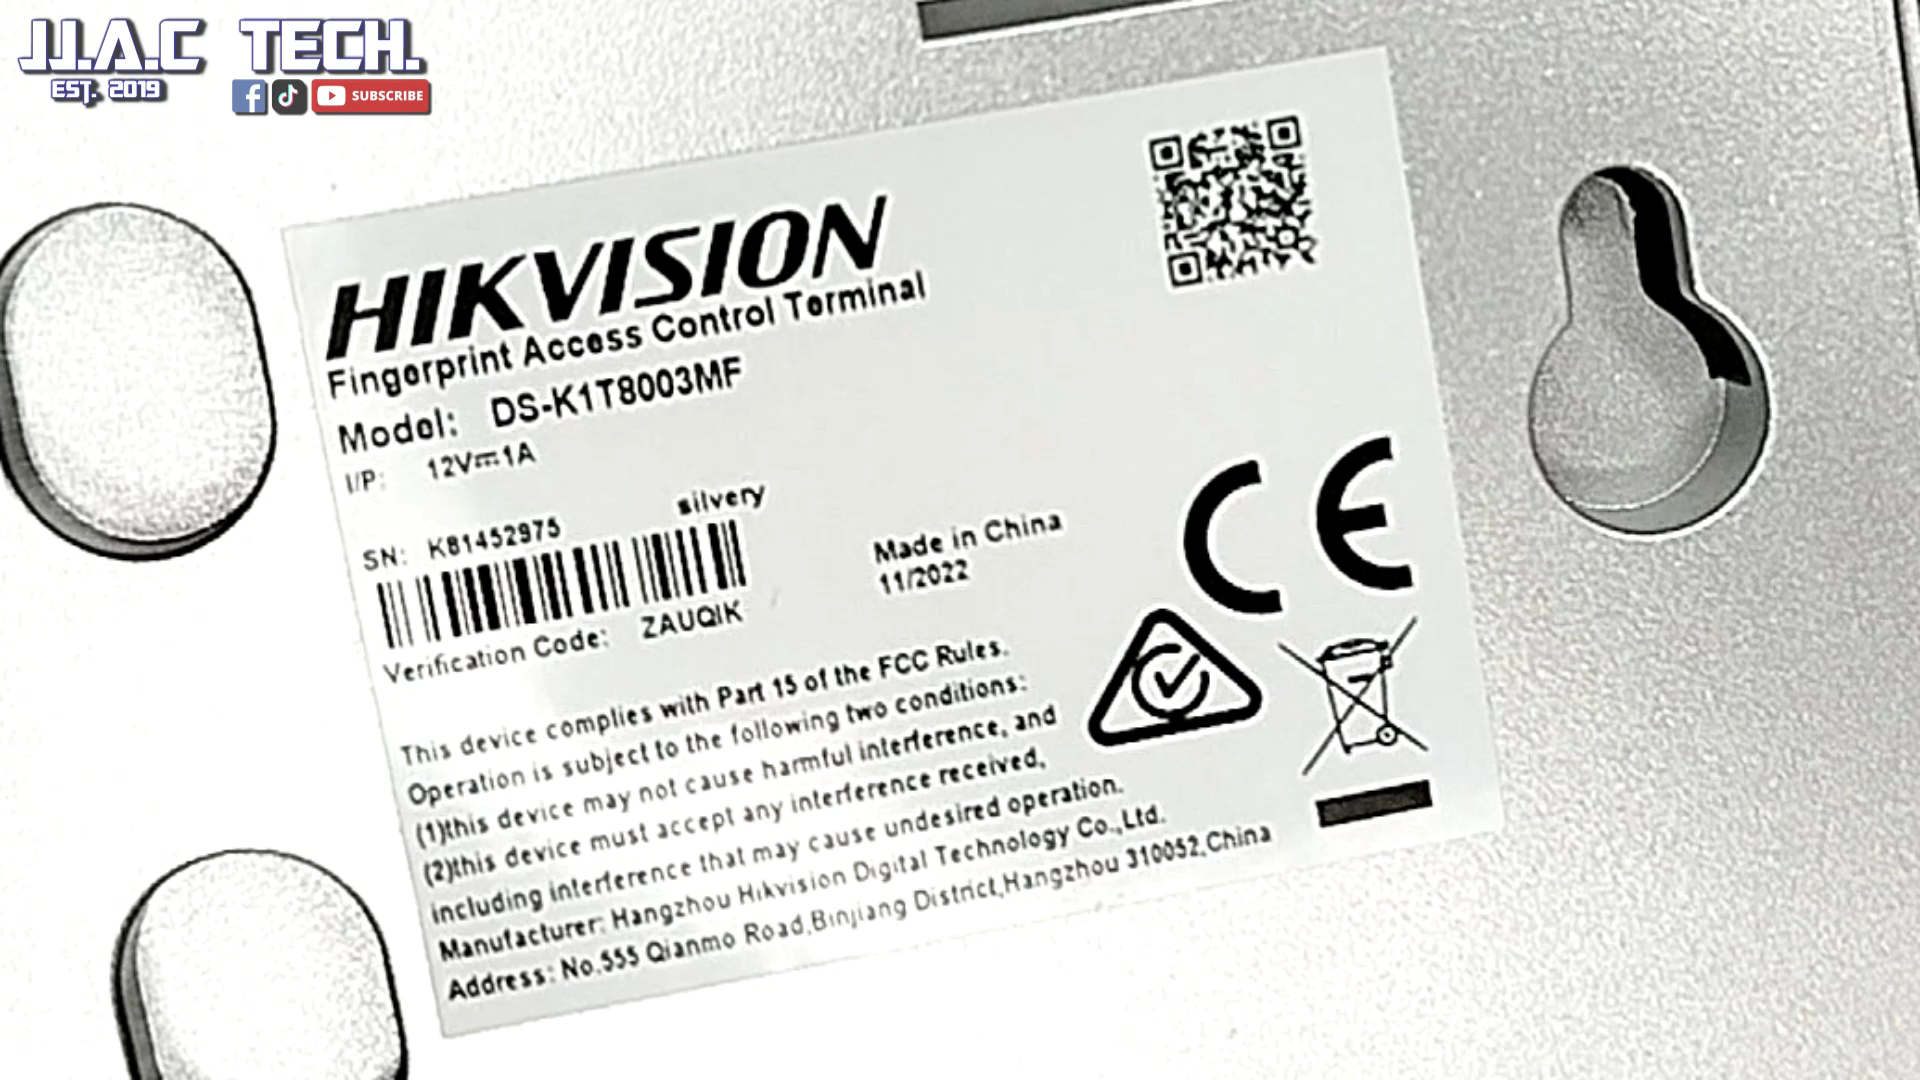 JJ.A.C TECH.
EST. 2019
SUBSCRIBE
HIKVISION
Fingerprint Access Control Terminal
Model: DS-K1T8003MF
I/P: 12V⎓1A
silvery
SN: K81452975
Verification Code: ZAUQIK
Made in China
11/2022
CE
This device complies with Part 15 of the FCC Rules.
Operation is subject to the following two conditions:
(1)this device may not cause harmful interference, and
(2)this device must accept any interference received,
including interference that may cause undesired operation.
Manufacturer: Hangzhou Hikvision Digital Technology Co.,Ltd.
Address: No.555 Qianmo Road,Binjiang District,Hangzhou 310052,China